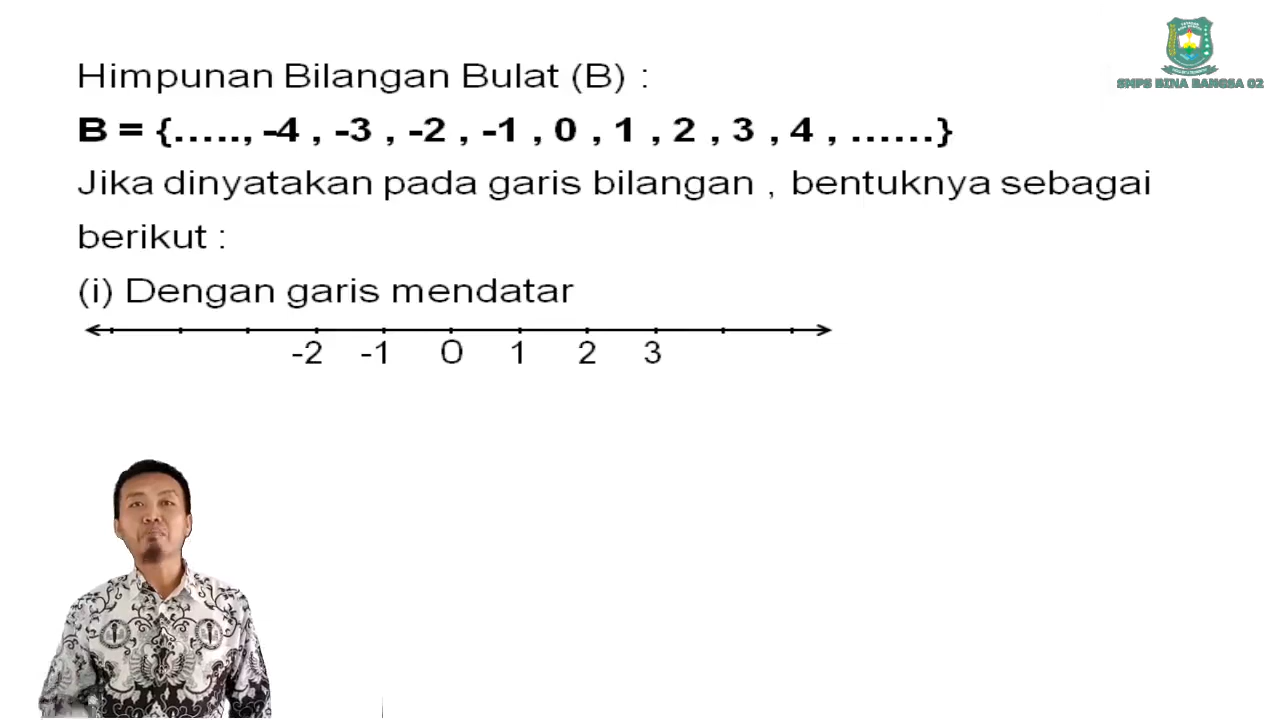 SMPS BINA BANGSA 02
Himpunan Bilangan Bulat (B) :
B = {....., -4 , -3 , -2 , -1 , 0 , 1 , 2 , 3 , 4 , ......}
Jika dinyatakan pada garis bilangan , bentuknya sebagai
berikut :
(i) Dengan garis mendatar
-2 -1 0 1 2 3